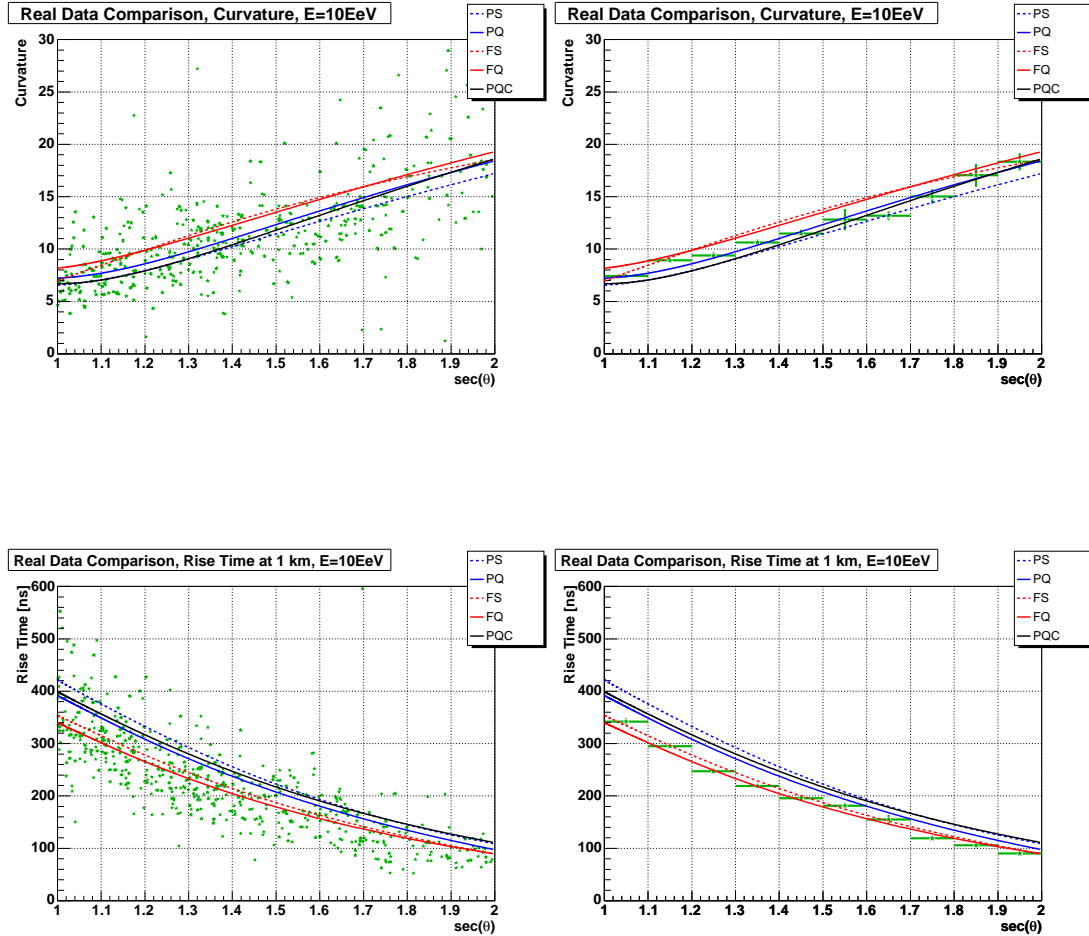 Real Data Comparison, Curvature, E=10EeV
PS
PQ
FS
FQ
PQC
Curvature
30
25
20
15
10
5
0
1 1.1 1.2 1.3 1.4 1.5 1.6 1.7 1.8 1.9 2
sec(θ)
Real Data Comparison, Curvature, E=10EeV
PS
PQ
FS
FQ
PQC
Curvature
30
25
20
15
10
5
0
1 1.1 1.2 1.3 1.4 1.5 1.6 1.7 1.8 1.9 2
sec(θ)
Real Data Comparison, Rise Time at 1 km, E=10EeV
PS
PQ
FS
FQ
PQC
Rise Time [ns]
600
500
400
300
200
100
0
1 1.1 1.2 1.3 1.4 1.5 1.6 1.7 1.8 1.9 2
sec(θ)
Real Data Comparison, Rise Time at 1 km, E=10EeV
PS
PQ
FS
FQ
PQC
Rise Time [ns]
600
500
400
300
200
100
0
1 1.1 1.2 1.3 1.4 1.5 1.6 1.7 1.8 1.9 2
sec(θ)